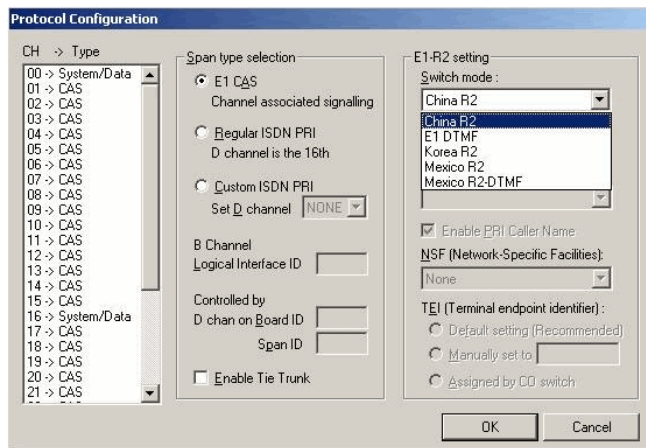 Protocol Configuration
CH -> Type
00 -> System/Data
01 -> CAS
02 -> CAS
03 -> CAS
04 -> CAS
05 -> CAS
06 -> CAS
07 -> CAS
08 -> CAS
09 -> CAS
10 -> CAS
11 -> CAS
12 -> CAS
13 -> CAS
14 -> CAS
15 -> CAS
16 -> System/Data
17 -> CAS
18 -> CAS
19 -> CAS
20 -> CAS
21 -> CAS
Span type selection
E1 CAS
Channel associated signalling
Regular ISDN PRI
D channel is the 16th
Custom ISDN PRI
Set D channel NONE
B Channel
Logical Interface ID
Controlled by
D chan on Board ID
Span ID
Enable Tie Trunk
E1-R2 setting
Switch mode :
China R2
China R2
E1 DTMF
Korea R2
Mexico R2
Mexico R2-DTMF
Enable PRI Caller Name
NSF (Network-Specific Facilities):
None
TEI (Terminal endpoint identifier) :
Default setting (Recommended)
Manually set to
Assigned by CO switch
OK
Cancel